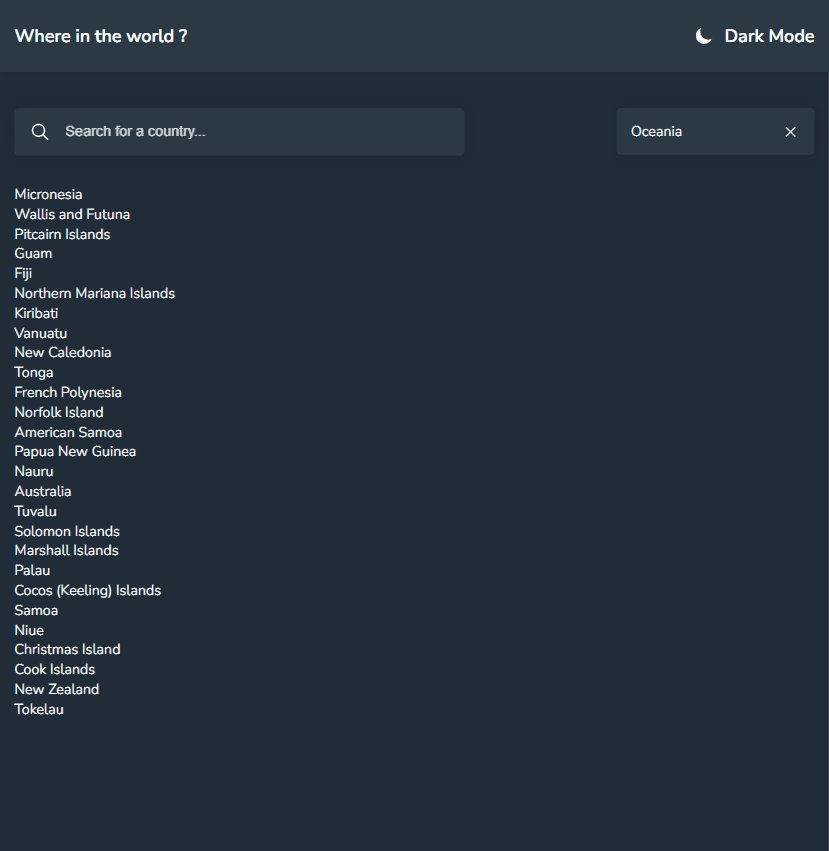 Where in the world ?
Dark Mode
Search for a country...
Oceania
Micronesia
Wallis and Futuna
Pitcairn Islands
Guam
Fiji
Northern Mariana Islands
Kiribati
Vanuatu
New Caledonia
Tonga
French Polynesia
Norfolk Island
American Samoa
Papua New Guinea
Nauru
Australia
Tuvalu
Solomon Islands
Marshall Islands
Palau
Cocos (Keeling) Islands
Samoa
Niue
Christmas Island
Cook Islands
New Zealand
Tokelau